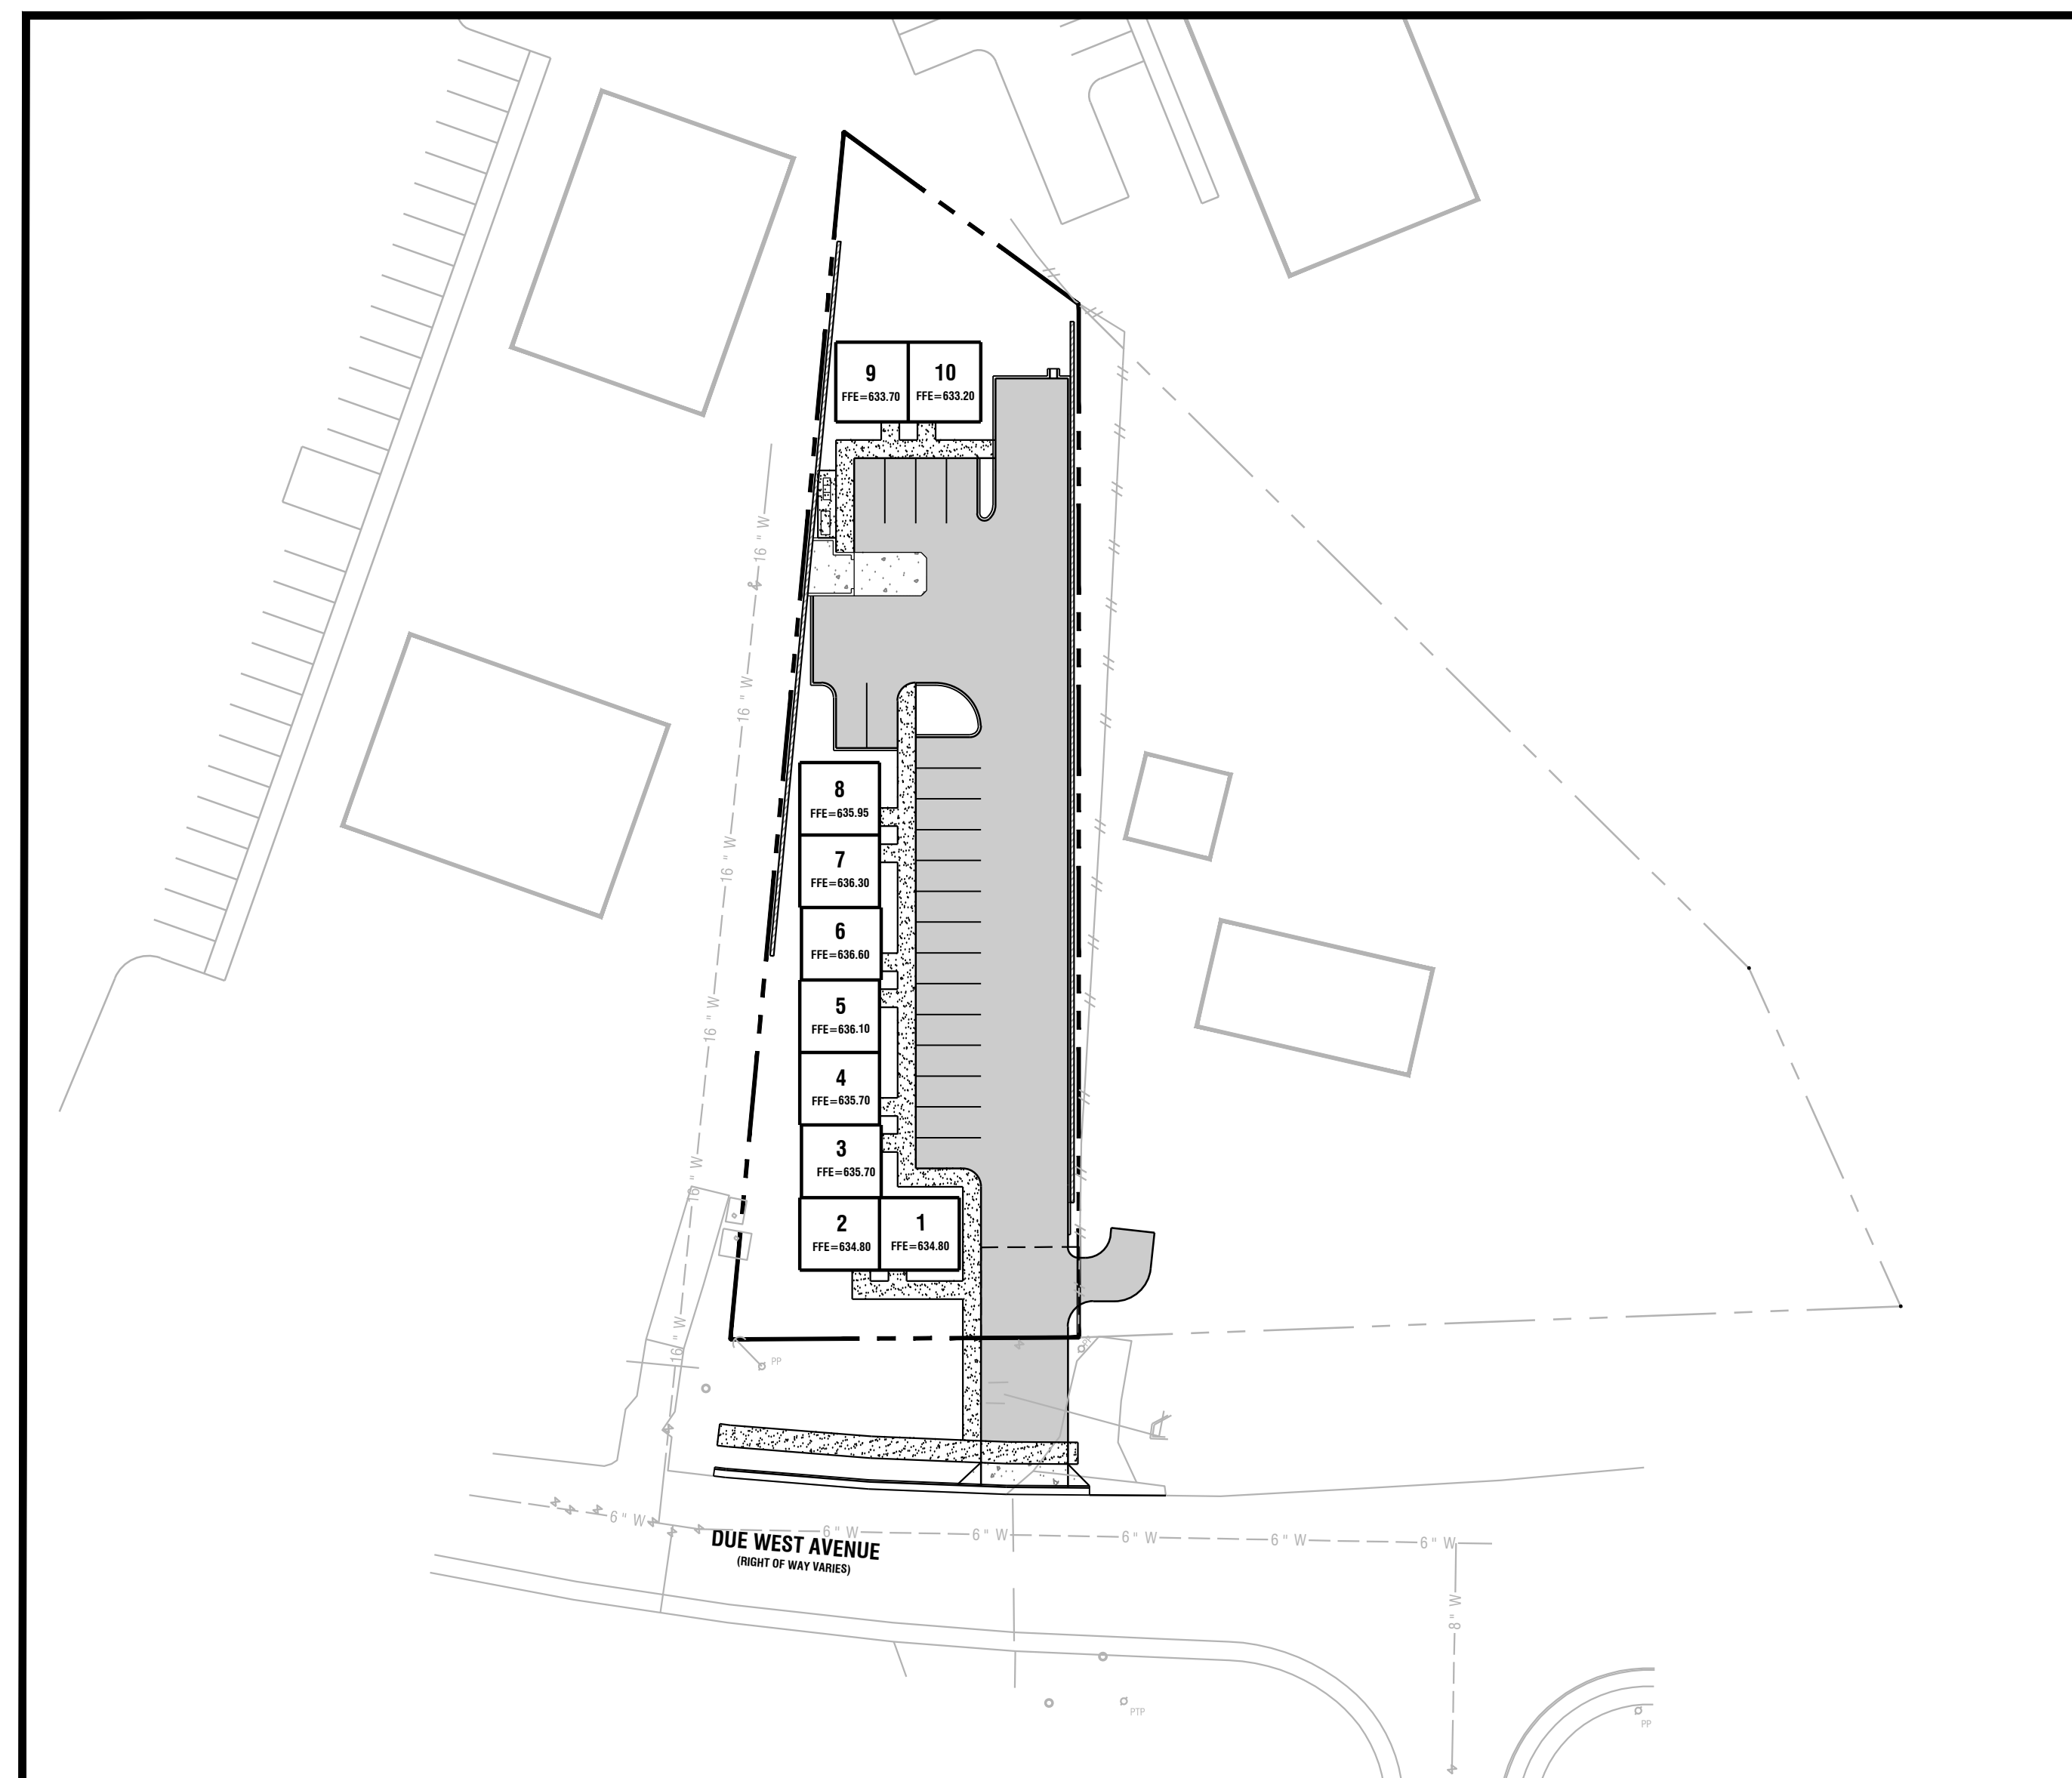 9
FFE=633.70
10
FFE=633.20
16 " W
16 " W
8
FFE=635.95
16 " W
7
FFE=636.30
6
FFE=636.60
16 " W
5
FFE=636.10
4
FFE=635.70
3
FFE=635.70
16 " W
2
FFE=634.80
1
FFE=634.80
16 " W
PP
6 " W
6 " W
6 " W
6 " W
6 " W
6 " W
DUE WEST AVENUE
(RIGHT OF WAY VARIES)
8 " W
PTP
PP